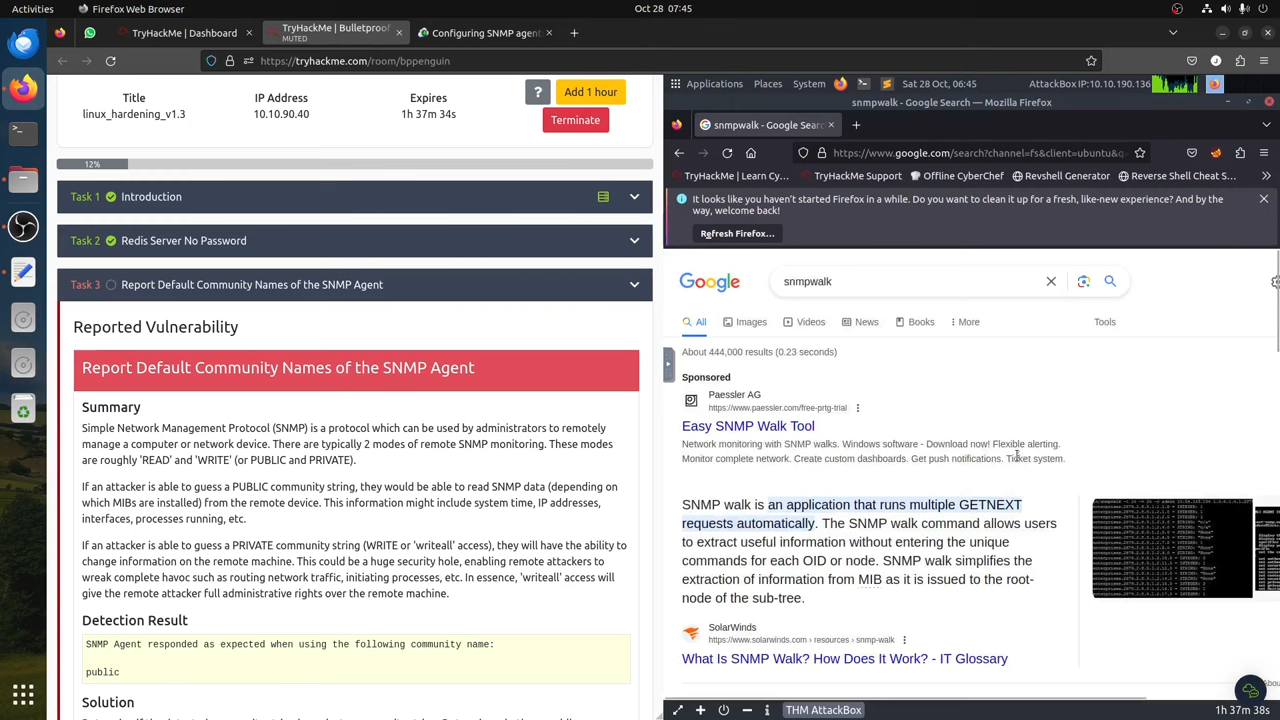 Activities
Firefox Web Browser
Oct 28 07:45
TryHackMe | Dashboard
TryHackMe | Bulletproof
MUTED
Configuring SNMP agent
https://tryhackme.com/room/bppenguin
Title
IP Address
Expires
?
Add 1 hour
linux_hardening_v1.3
10.10.90.40
1h 37m 34s
Terminate
12%
Task 1
Introduction
Task 2
Redis Server No Password
Task 3
Report Default Community Names of the SNMP Agent
Reported Vulnerability
Report Default Community Names of the SNMP Agent
Summary
Simple Network Management Protocol (SNMP) is a protocol which can be used by administrators to remotely
manage a computer or network device. There are typically 2 modes of remote SNMP monitoring. These modes
are roughly 'READ' and 'WRITE' (or PUBLIC and PRIVATE).
If an attacker is able to guess a PUBLIC community string, they would be able to read SNMP data (depending on
which MIBs are installed) from the remote device. This information might include system time, IP addresses,
interfaces, processes running, etc.
If an attacker is able to guess a PRIVATE community string (WRITE or 'writeall' access), they will have the ability to
change information on the remote machine. This could be a huge security hole, enabling remote attackers to
wreak complete havoc such as routing network traffic, initiating processes, etc. In essence, 'writeall' access will
give the remote attacker full administrative rights over the remote machine.
Detection Result
SNMP Agent responded as expected when using the following community name:
public
Solution
Applications Places System
Sat 28 Oct, 06:45
AttackBox IP:10.10.190.136
snmpwalk - Google Search — Mozilla Firefox
snmpwalk - Google Searc
https://www.google.com/search?channel=fs&client=ubuntu&q
TryHackMe | Learn Cy…
TryHackMe Support
Offline CyberChef
Revshell Generator
Reverse Shell Cheat S…
It looks like you haven't started Firefox in a while. Do you want to clean it up for a fresh, like-new experience? And by the
way, welcome back!
Refresh Firefox…
Google
snmpwalk
All
Images
Videos
News
Books
More
Tools
About 444,000 results (0.23 seconds)
Sponsored
Paessler AG
https://www.paessler.com/free-prtg-trial
Easy SNMP Walk Tool
Network monitoring with SNMP walks. Windows software - Download now! Flexible alerting.
Monitor complete network. Create custom dashboards. Get push notifications. Ticket system.
SNMP walk is an application that runs multiple GETNEXT
requests automatically. The SNMP walk command allows users
to extract useful information without entering the unique
commands for each OID or node. SNMP walk simplifies the
extraction of information from MIB as it is issued to the root-
node of the sub-tree.
SolarWinds
https://www.solarwinds.com › resources › snmp-walk
What Is SNMP Walk? How Does It Work? - IT Glossary
THM AttackBox
1h 37m 38s